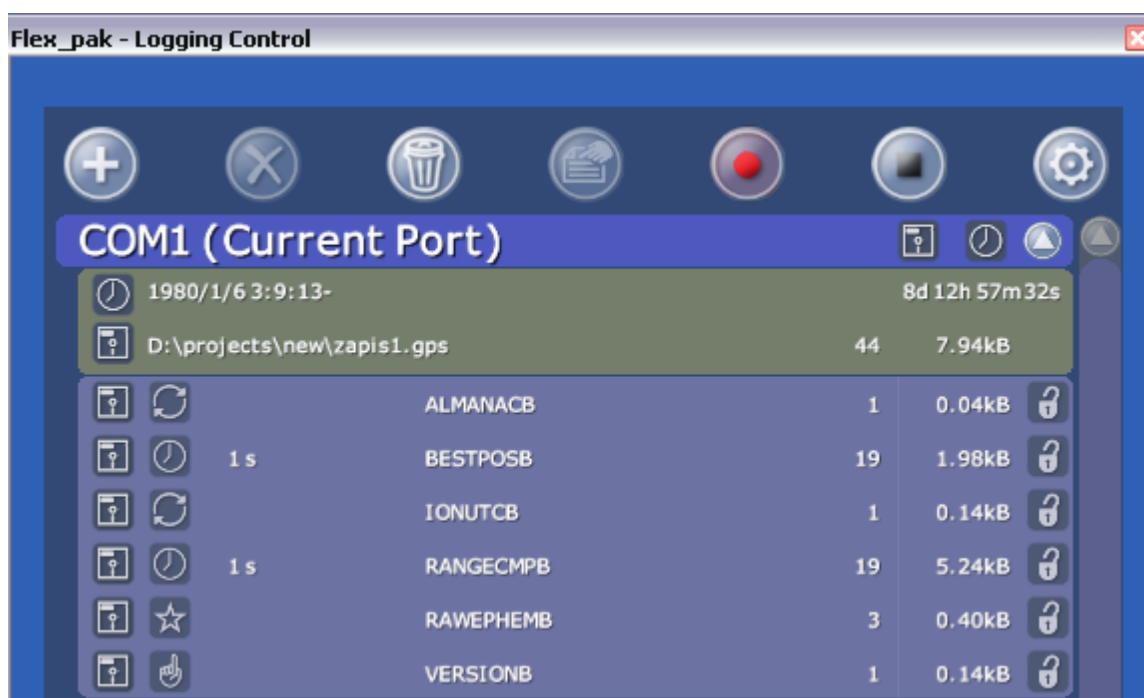 Flex_pak - Logging Control
COM1 (Current Port)
1980/1/6 3:9:13- 8d 12h 57m 32s
D:\projects\new\zapis1.gps 44 7.94kB
ALMANACB 1 0.04kB
1 s BESTPOSB 19 1.98kB
IONUTCB 1 0.14kB
1 s RANGECMPB 19 5.24kB
RAWEPHEMB 3 0.40kB
VERSIONB 1 0.14kB